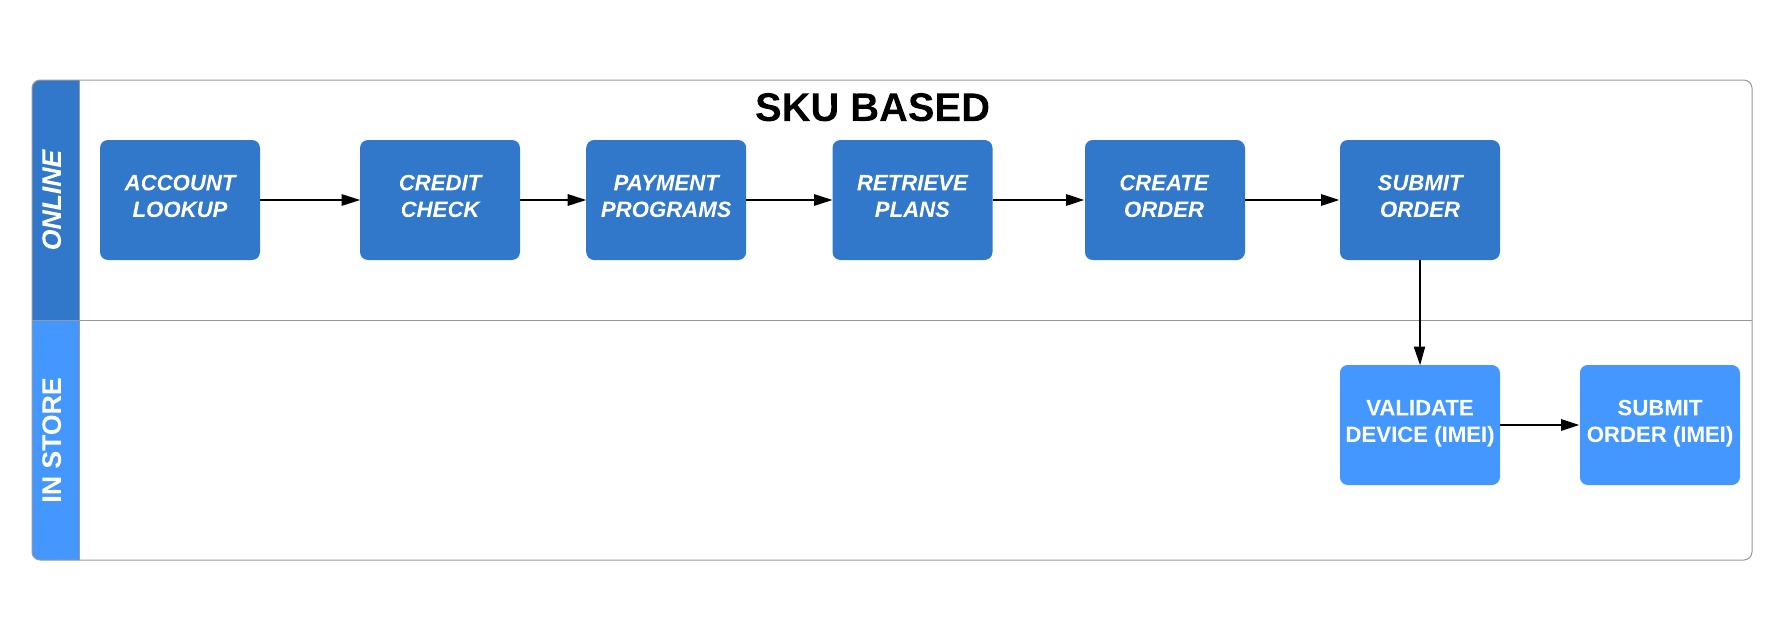 SKU BASED
ONLINE
ACCOUNT
LOOKUP
CREDIT
CHECK
PAYMENT
PROGRAMS
RETRIEVE
PLANS
CREATE
ORDER
SUBMIT
ORDER
IN STORE
VALIDATE
DEVICE (IMEI)
SUBMIT
ORDER (IMEI)